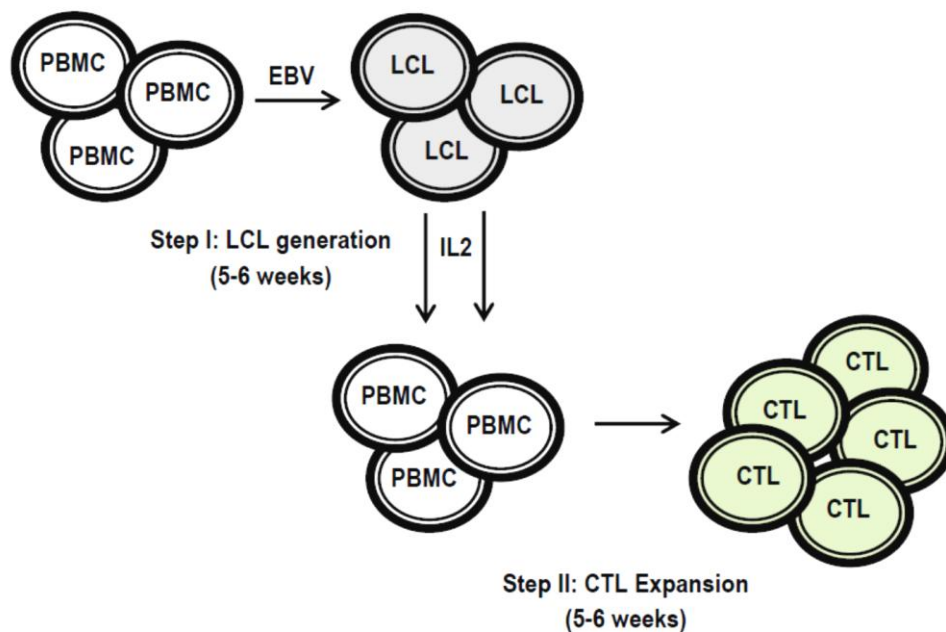 PBMC
PBMC
PBMC
EBV
LCL
LCL
LCL
Step I: LCL generation
(5-6 weeks)
IL2
PBMC
PBMC
PBMC
CTL
CTL
CTL
CTL
CTL
Step II: CTL Expansion
(5-6 weeks)